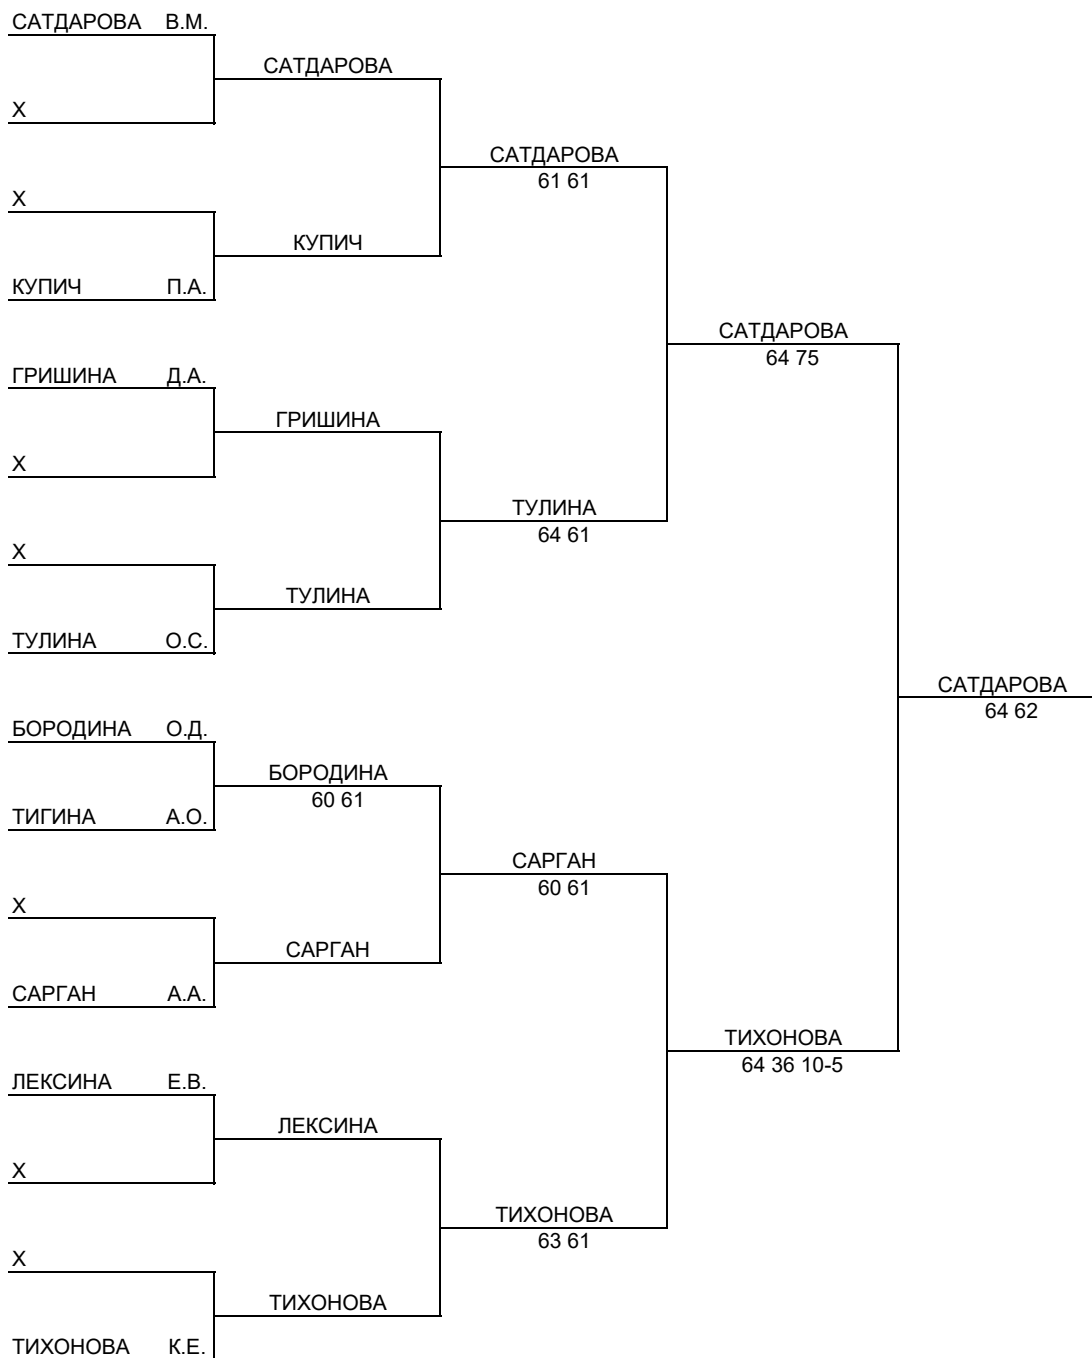 САТДАРОВА В.М.
САТДАРОВА
X
САТДАРОВА
61 61
X
КУПИЧ
КУПИЧ П.А.
САТДАРОВА
64 75
ГРИШИНА Д.А.
ГРИШИНА
X
ТУЛИНА
64 61
X
ТУЛИНА
ТУЛИНА О.С.
САТДАРОВА
64 62
БОРОДИНА О.Д.
БОРОДИНА
60 61
ТИГИНА А.О.
САРГАН
60 61
X
САРГАН
САРГАН А.А.
ТИХОНОВА
64 36 10-5
ЛЕКСИНА Е.В.
ЛЕКСИНА
X
ТИХОНОВА
63 61
X
ТИХОНОВА
ТИХОНОВА К.Е.